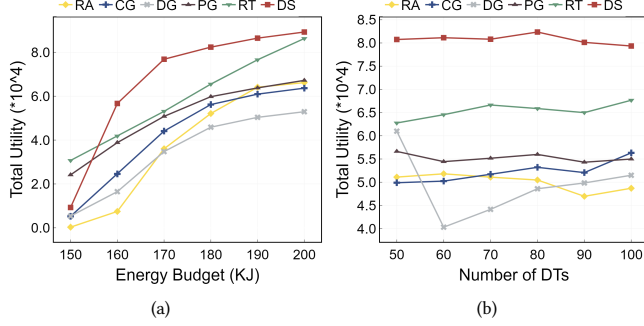 RA CG DG PG RT DS
Total Utility (*10^4)
8.0
6.0
4.0
2.0
0.0
150 160 170 180 190 200
Energy Budget (KJ)
(a)
RA CG DG PG RT DS
Total Utility (*10^4)
8.5
8.0
7.5
7.0
6.5
6.0
5.5
5.0
4.5
4.0
50 60 70 80 90 100
Number of DTs
(b)